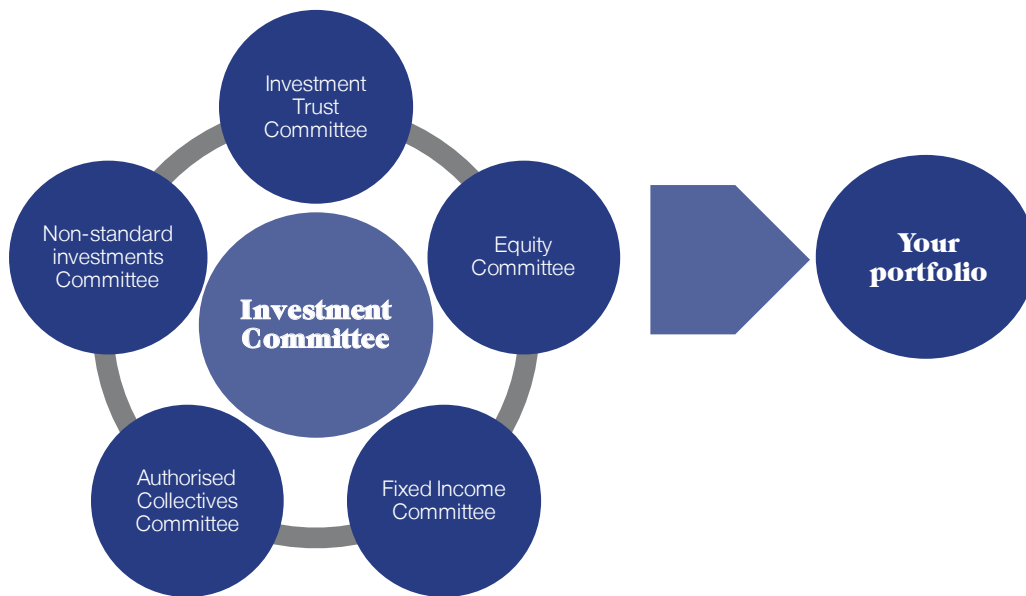 Investment
Trust
Committee
Non-standard
investments
Committee
Equity
Committee
Investment
Committee
Authorised
Collectives
Committee
Fixed Income
Committee
Your
portfolio